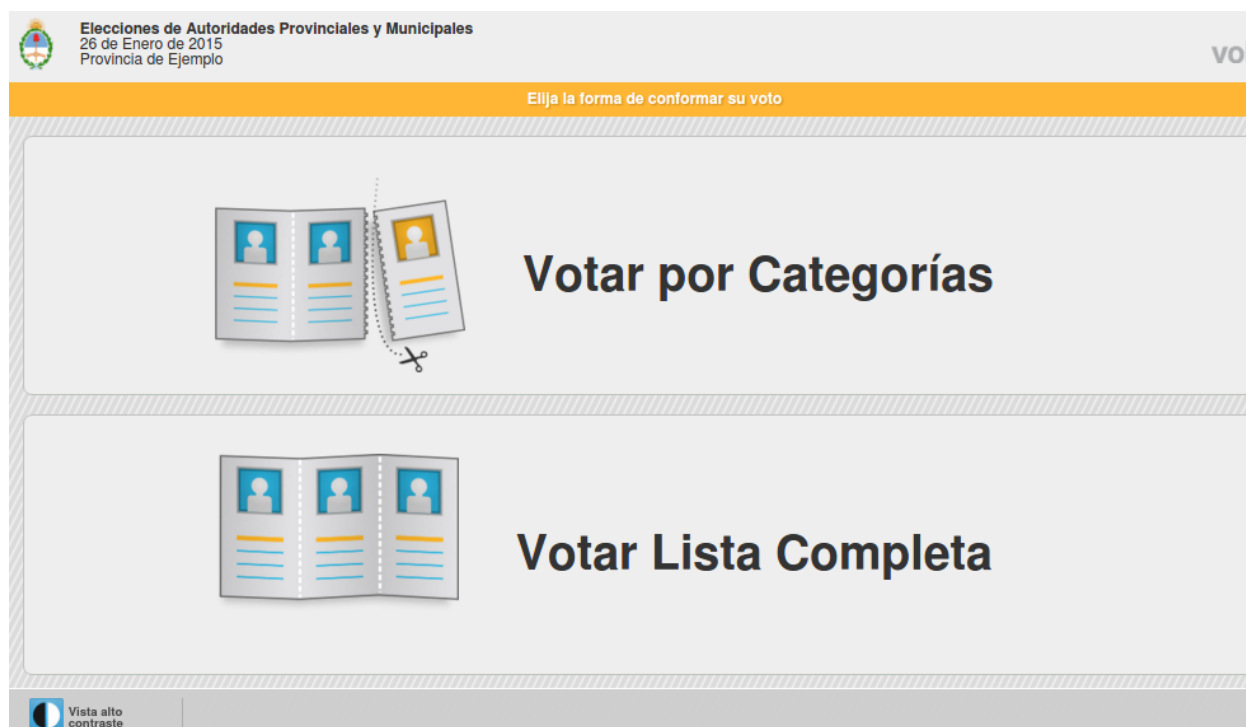 Elecciones de Autoridades Provinciales y Municipales
26 de Enero de 2015
Provincia de Ejemplo
vo
Elija la forma de conformar su voto
Votar por Categorías
Votar Lista Completa
Vista alto
contraste